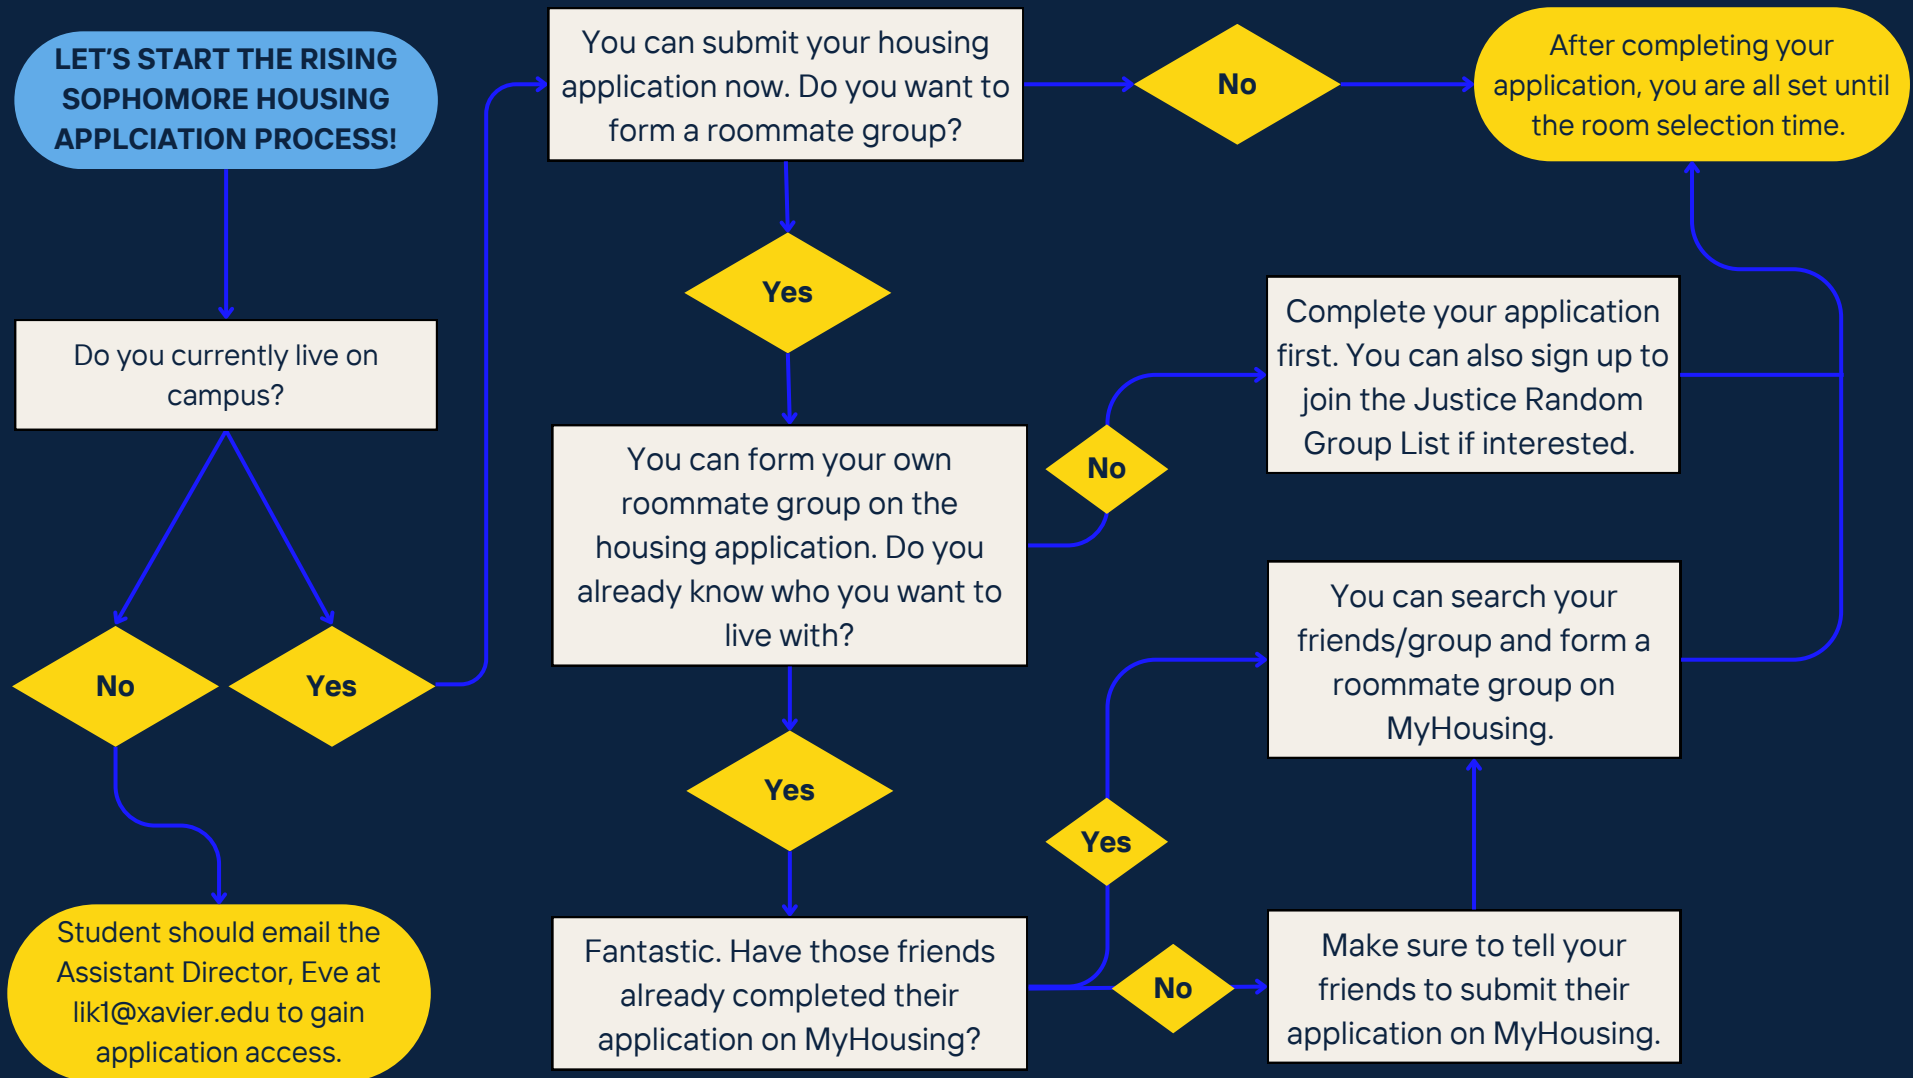 LET'S START THE RISING
SOPHOMORE HOUSING
APPLCIATION PROCESS!
Do you currently live on
campus?
No
Yes
Student should email the
Assistant Director, Eve at
lik1@xavier.edu to gain
application access.
You can submit your housing
application now. Do you want to
form a roommate group?
No
After completing your
application, you are all set until
the room selection time.
Yes
You can form your own
roommate group on the
housing application. Do you
already know who you want to
live with?
No
Complete your application
first. You can also sign up to
join the Justice Random
Group List if interested.
Yes
Fantastic. Have those friends
already completed their
application on MyHousing?
Yes
You can search your
friends/group and form a
roommate group on
MyHousing.
No
Make sure to tell your
friends to submit their
application on MyHousing.